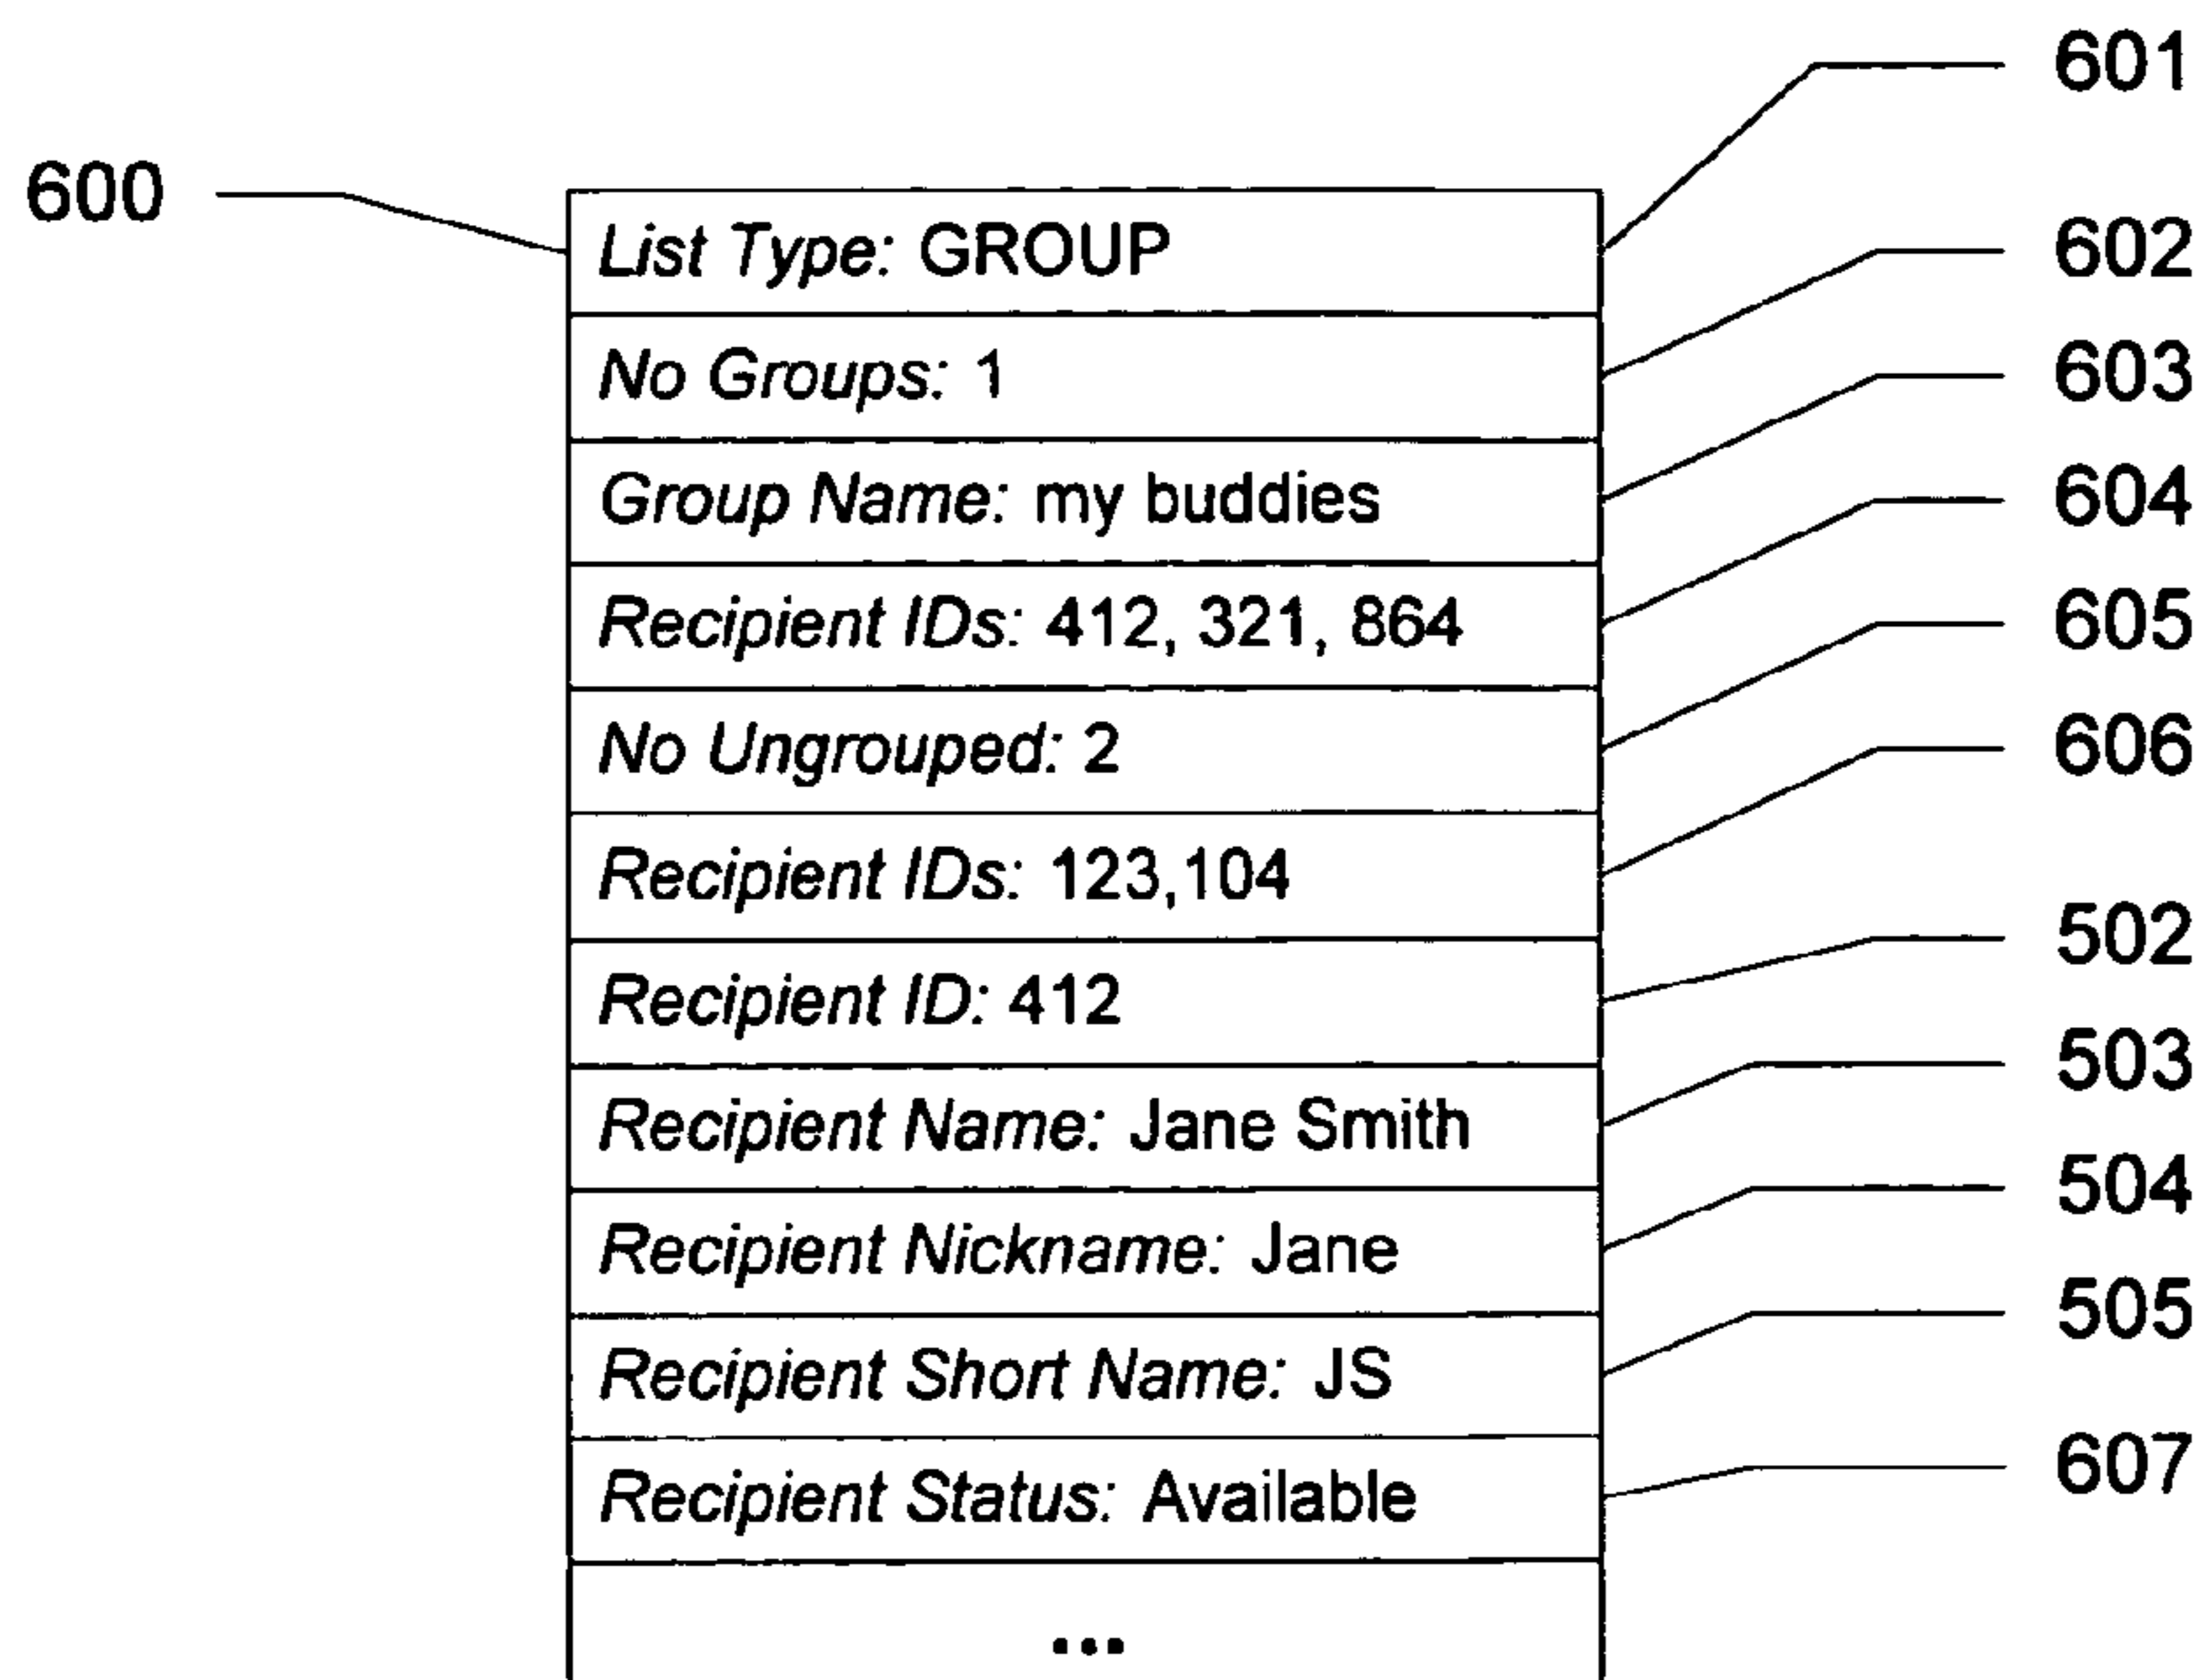 601
600
List Type: GROUP
602
No Groups: 1
603
Group Name: my buddies
604
Recipient IDs: 412, 321, 864
605
No Ungrouped: 2
606
Recipient IDs: 123,104
502
Recipient ID: 412
503
Recipient Name: Jane Smith
504
Recipient Nickname: Jane
505
Recipient Short Name: JS
607
Recipient Status: Available
...